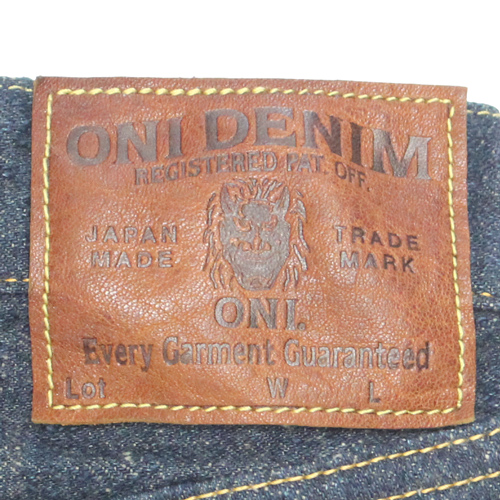 ONI DENIM
REGISTERED PAT. OFF.
JAPAN MADE
TRADE MARK
ONI.
Every Garment Guaranteed
Lot W L